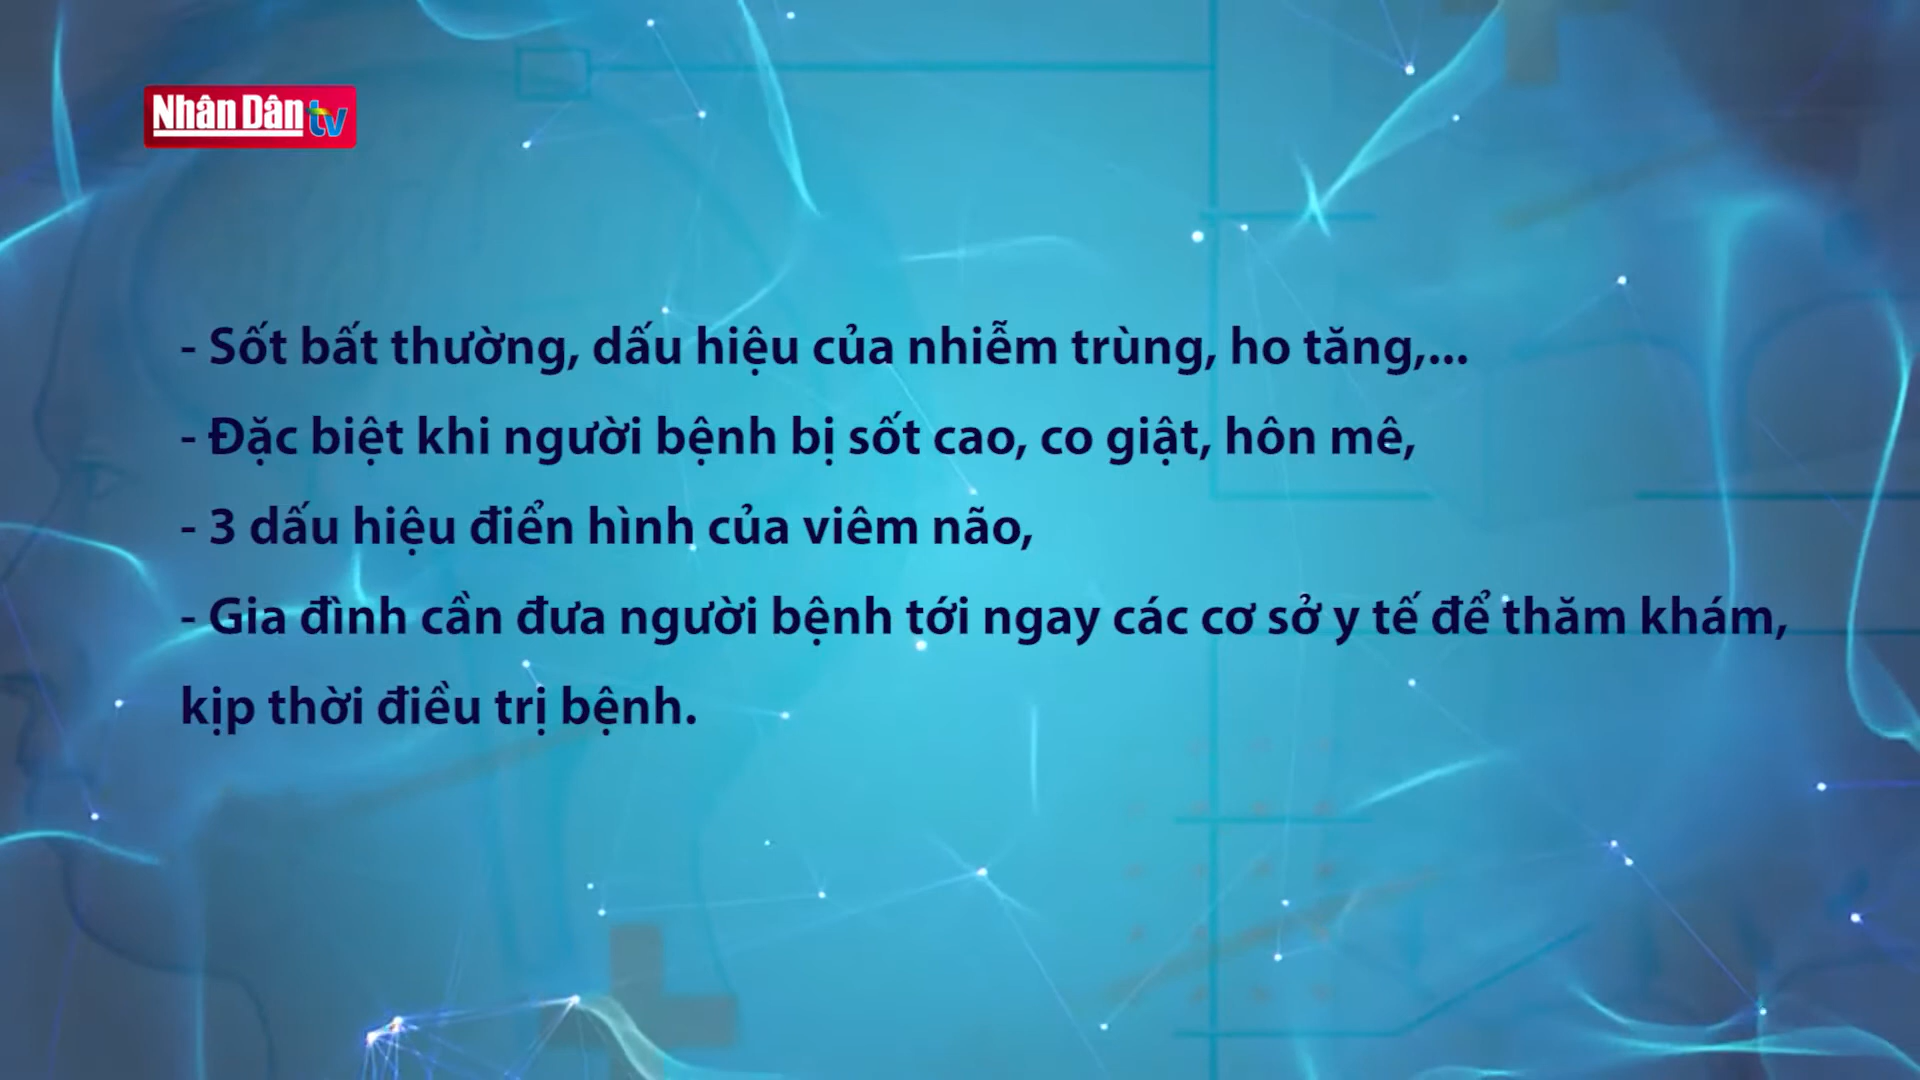 Nhân Dân tv
- Sốt bất thường, dấu hiệu của nhiễm trùng, ho tăng,...
- Đặc biệt khi người bệnh bị sốt cao, co giật, hôn mê,
- 3 dấu hiệu điển hình của viêm não,
- Gia đình cần đưa người bệnh tới ngay các cơ sở y tế để thăm khám,
kịp thời điều trị bệnh.